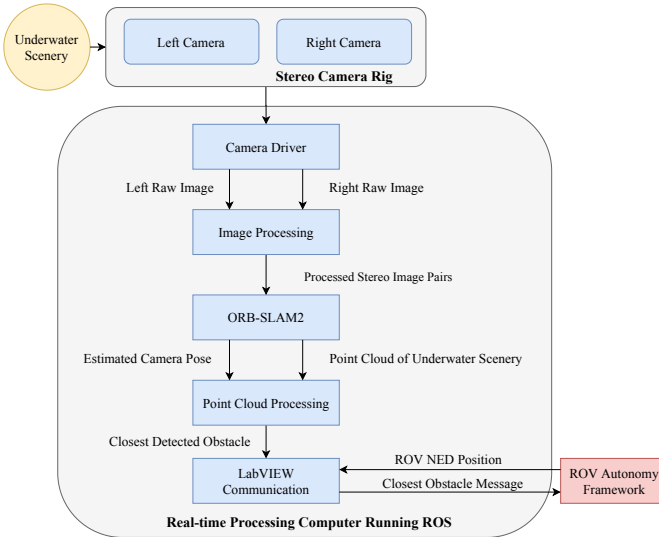 Underwater
Scenery
Left Camera
Right Camera
Stereo Camera Rig
Camera Driver
Left Raw Image
Right Raw Image
Image Processing
Processed Stereo Image Pairs
ORB-SLAM2
Estimated Camera Pose
Point Cloud of Underwater Scenery
Point Cloud Processing
Closest Detected Obstacle
LabVIEW
Communication
ROV NED Position
Closest Obstacle Message
ROV Autonomy
Framework
Real-time Processing Computer Running ROS